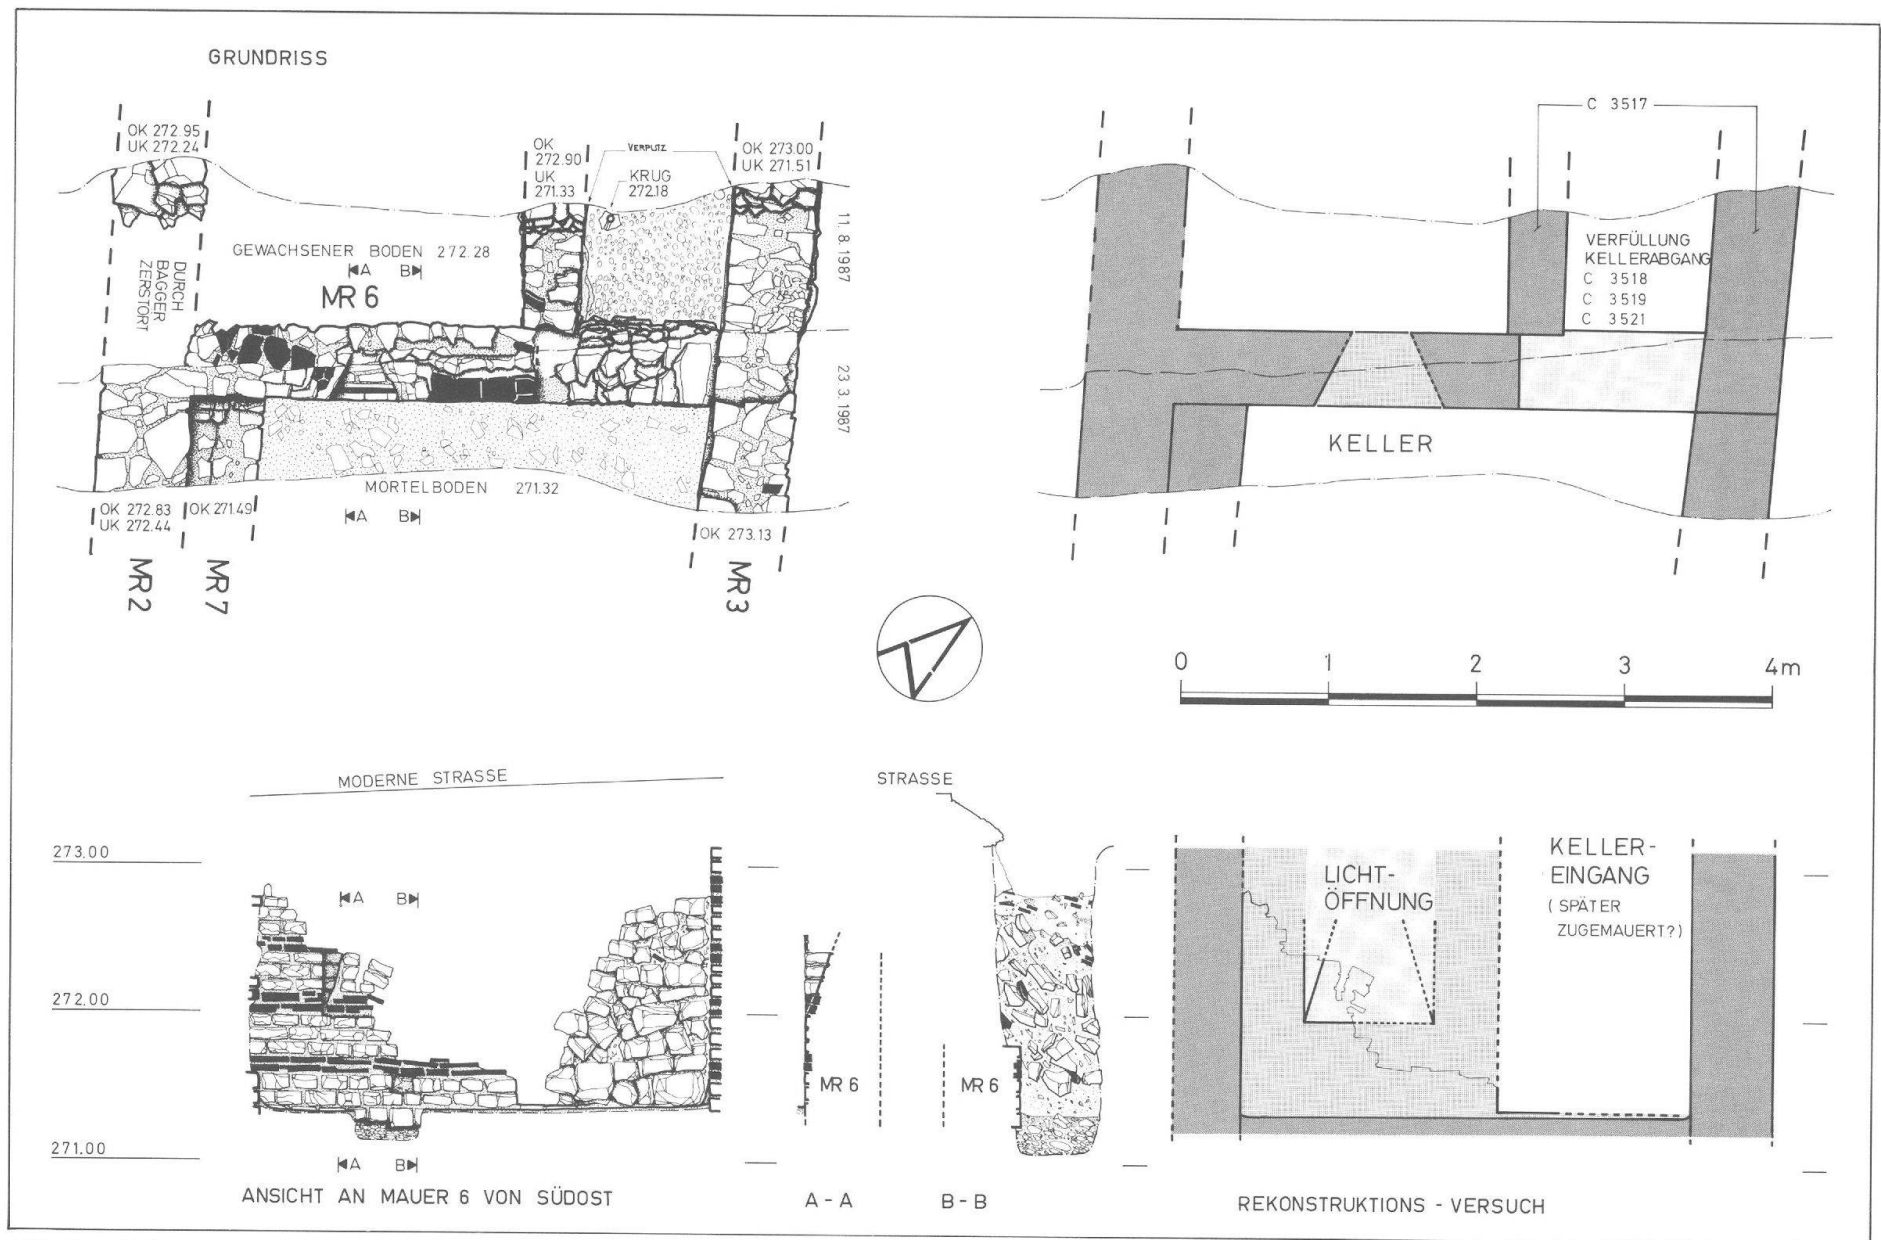 GRUNDRISS
OK 272.95
UK 272.24
OK
272.90
UK
271.33
VERPUTZ
KRUG
272.18
OK 273.00
UK 271.51
11.8.1987
GEWACHSENER BODEN 272.28
A B
MR 6
DURCH
BAGGER
ZERSTÖRT
23.3.1987
MÖRTELBODEN 271.32
A B
OK 272.83
UK 272.44
OK 271.49
OK 273.13
MR 2
MR 7
MR 3
C 3517
VERFÜLLUNG
KELLERABGANG
C 3518
C 3519
C 3521
KELLER
0 1 2 3 4m
MODERNE STRASSE
273.00
272.00
271.00
A B
A B
ANSICHT AN MAUER 6 VON SÜDOST
MR 6
A - A
STRASSE
MR 6
B - B
LICHT-
ÖFFNUNG
KELLER-
EINGANG
( SPÄTER
ZUGEMAUERT?)
REKONSTRUKTIONS - VERSUCH